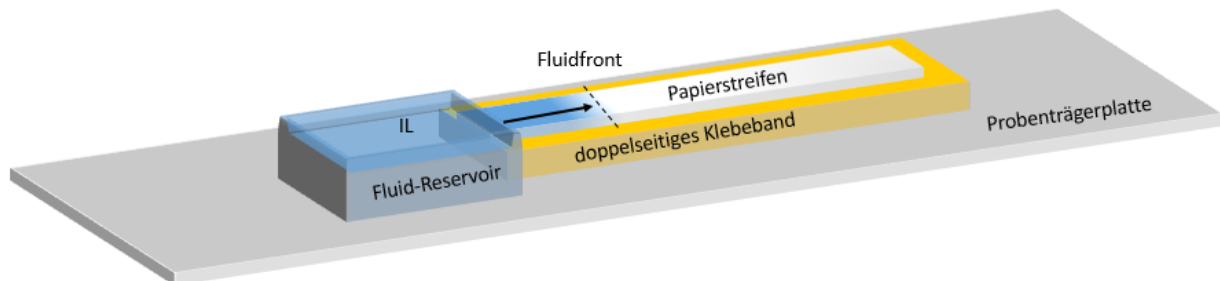 Fluidfront
Papierstreifen
IL
Probenträgerplatte
doppelseitiges Klebeband
Fluid-Reservoir